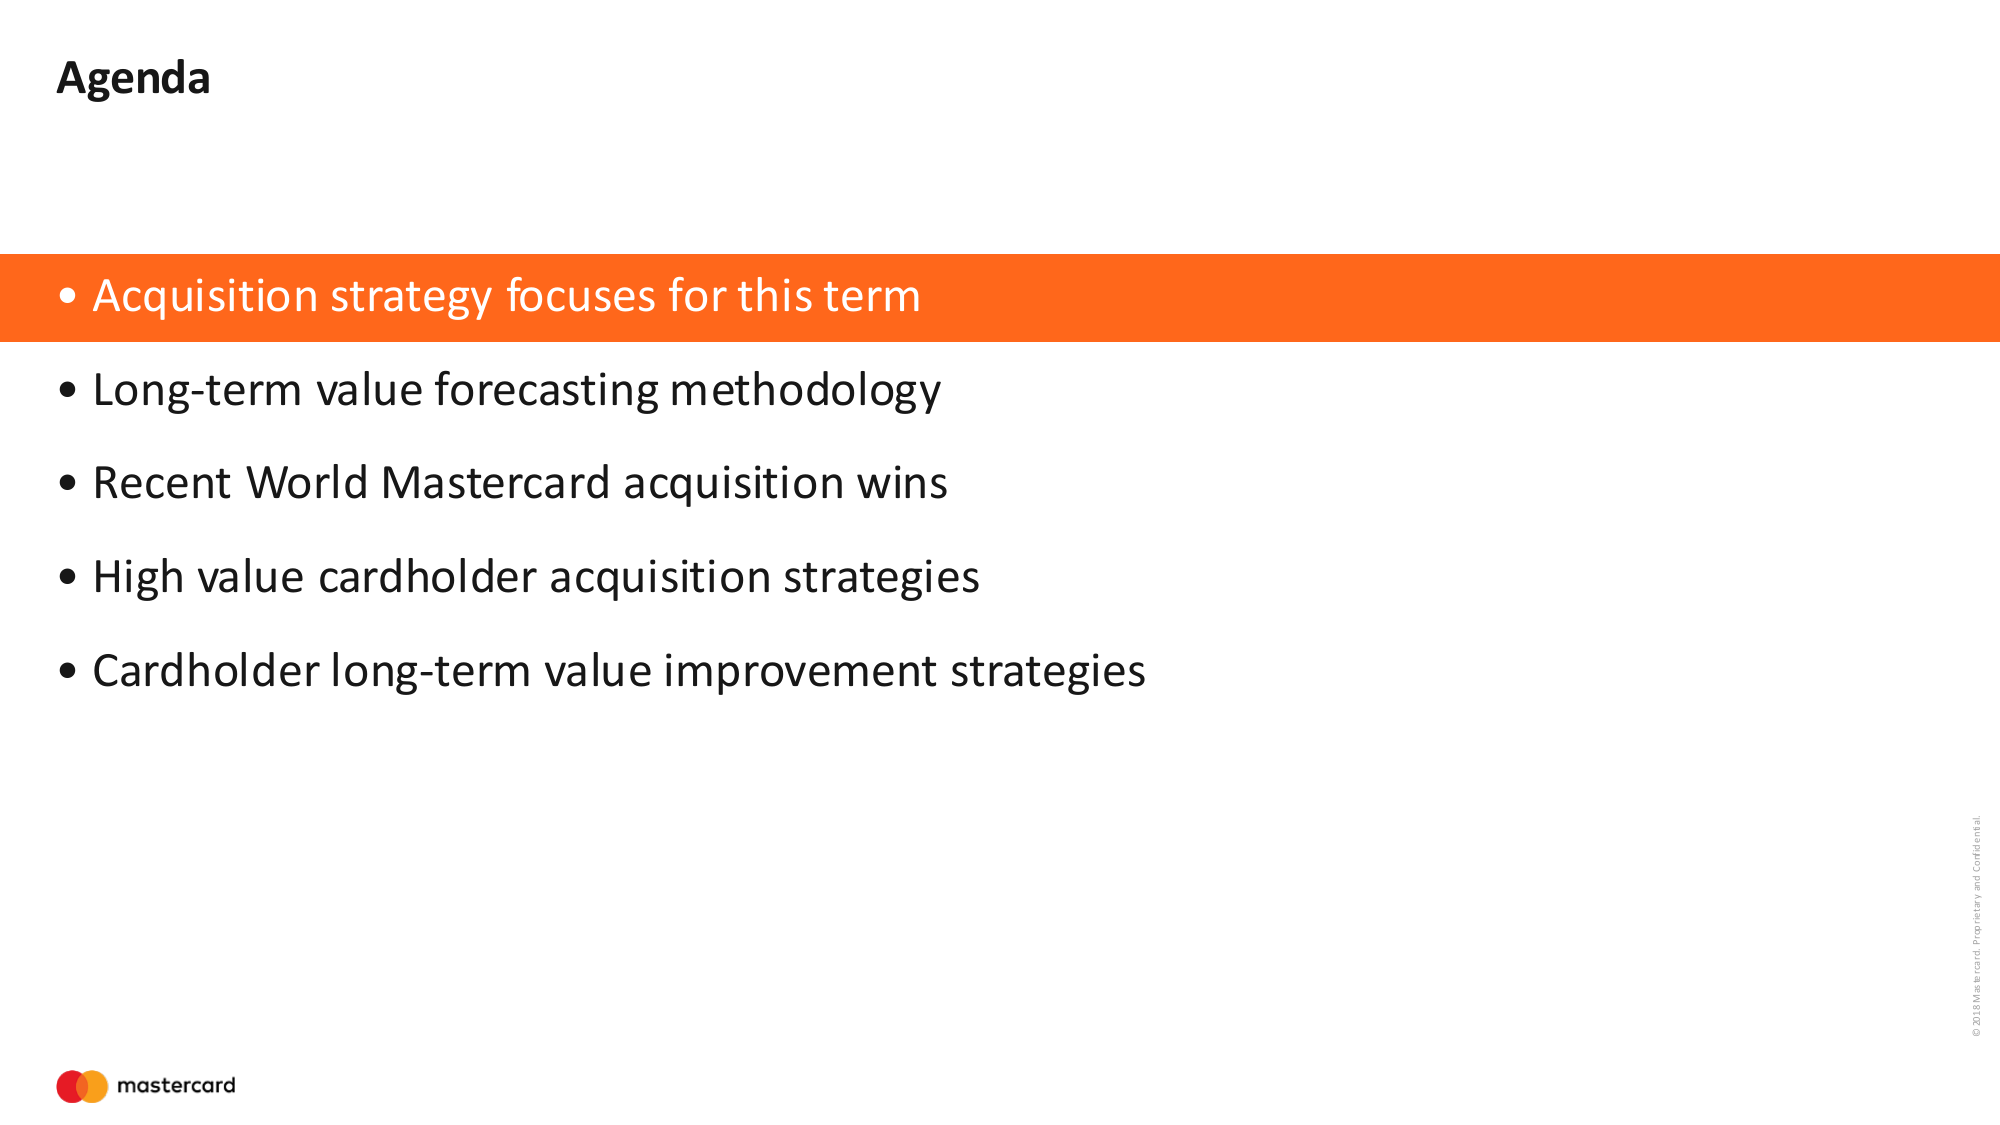 Agenda
• Acquisition strategy focuses for this term
• Long-term value forecasting methodology
• Recent World Mastercard acquisition wins
• High value cardholder acquisition strategies
• Cardholder long-term value improvement strategies
©2018 Mastercard. Proprietary and Confidential.
mastercard